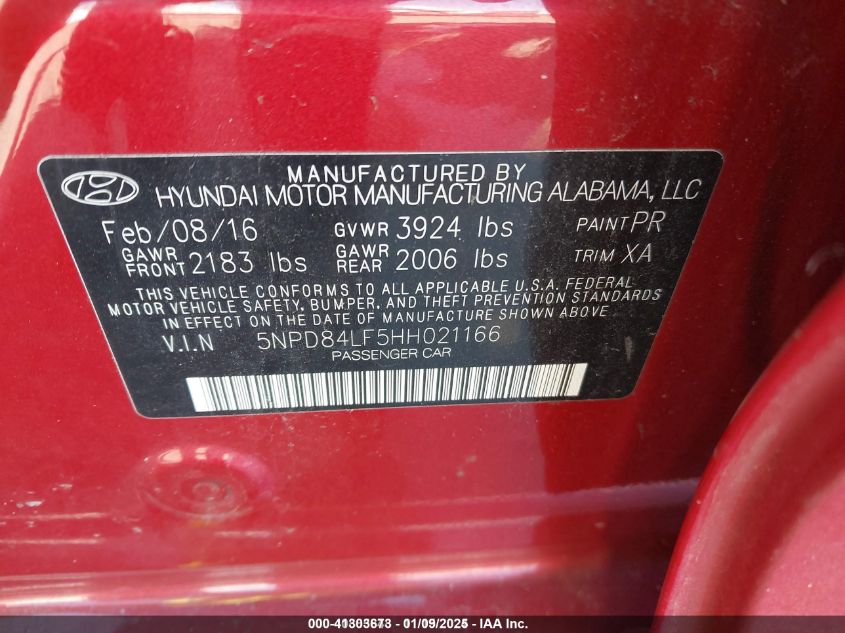 MANUFACTURED BY
HYUNDAI MOTOR MANUFACTURING ALABAMA, LLC
Feb/08/16 GVWR 3924 lbs PAINT PR
GAWR FRONT 2183 lbs GAWR REAR 2006 lbs TRIM XA
THIS VEHICLE CONFORMS TO ALL APPLICABLE U.S.A. FEDERAL
MOTOR VEHICLE SAFETY, BUMPER, AND THEFT PREVENTION STANDARDS
IN EFFECT ON THE DATE OF MANUFACTURE SHOWN ABOVE
V.I.N 5NPD84LF5HH021166
PASSENGER CAR
000-41303673 - 01/09/2025 - IAA Inc.